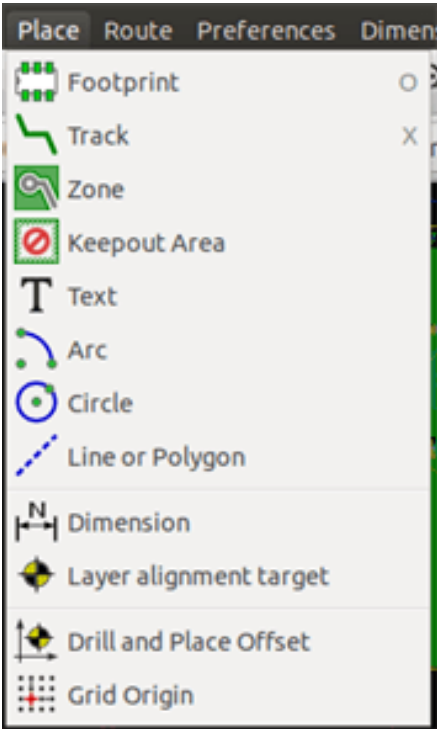 Place Route Preferences Dimens
Footprint O
Track X
Zone
Keepout Area
T Text
Arc
Circle
Line or Polygon
N Dimension
Layer alignment target
Drill and Place Offset
Grid Origin